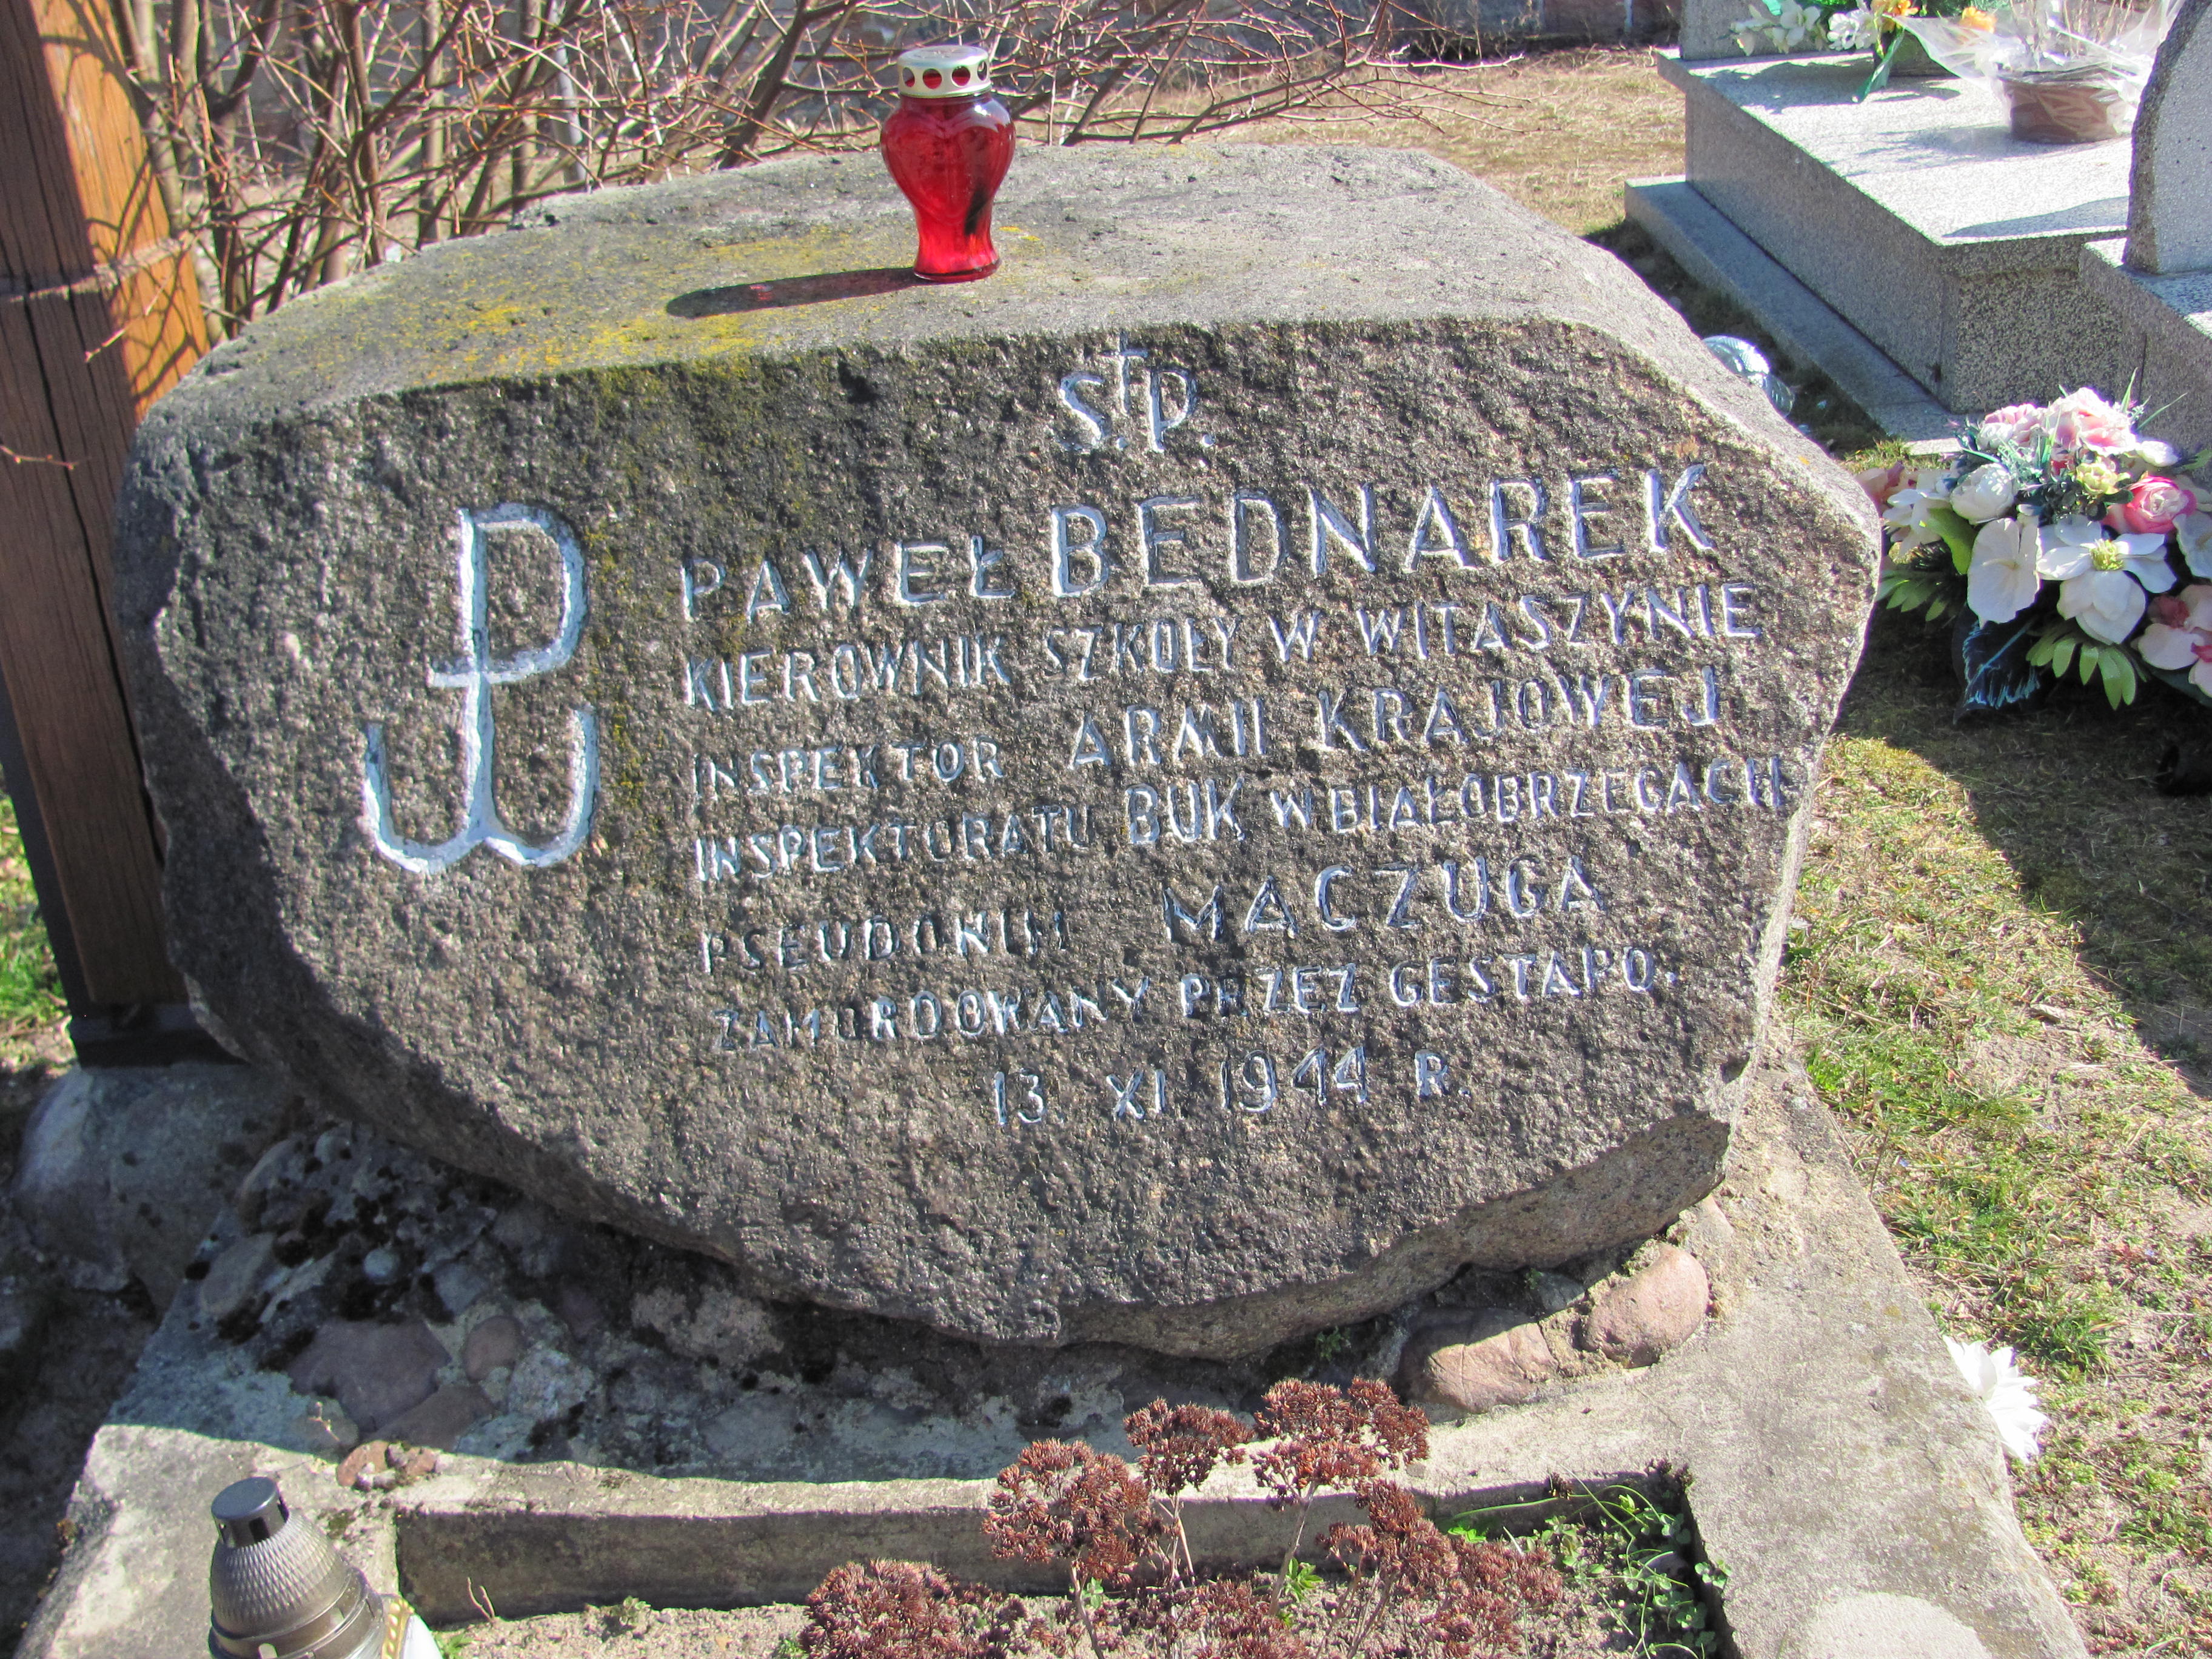 Ś.†P.
PAWEŁ BEDNAREK
KIEROWNIK SZKOŁY W WITASZYNIE
INSPEKTOR ARMII KRAJOWEJ
INSPEKTORATU BUK W BIAŁOBRZEGACH
PSEUDONIM MACZUGA
ZAMORDOWANY PRZEZ GESTAPO.
13. XI 1944 R.
PW